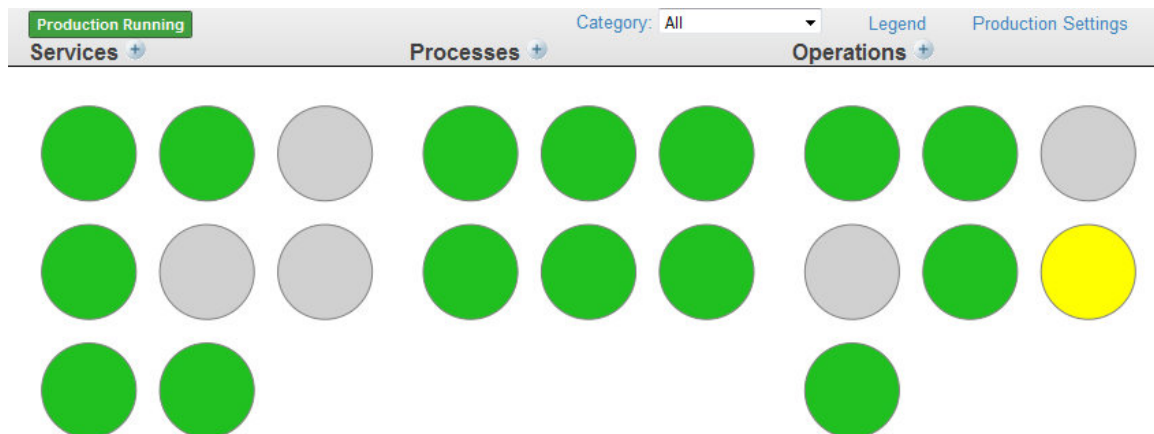 Production Running
Category: All
Legend
Production Settings
Services +
Processes +
Operations +